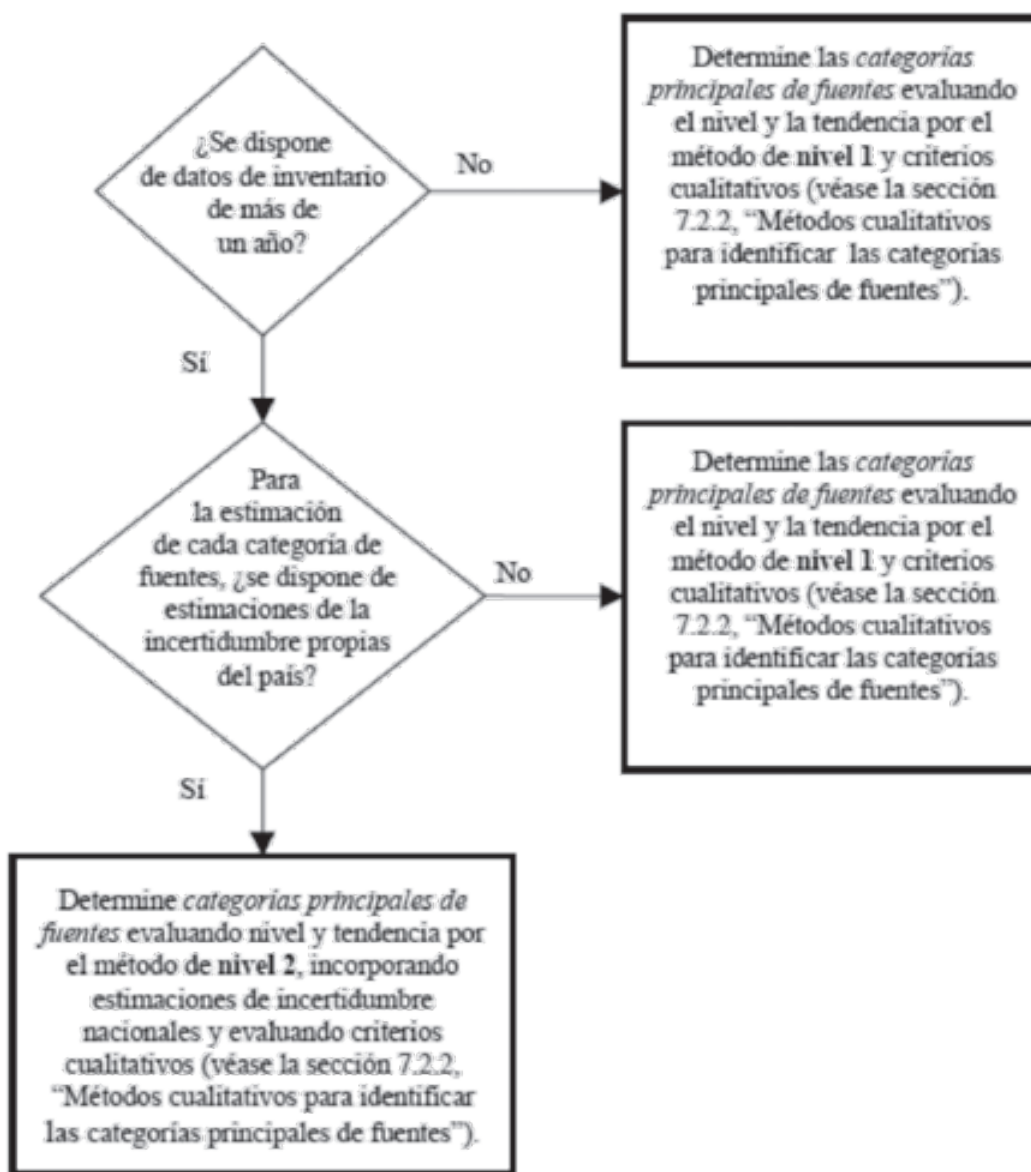 ¿Se dispone
de datos de inventario
de más de
un año?
No
Determine las categorías
principales de fuentes evaluando
el nivel y la tendencia por el
método de nivel 1 y criterios
cualitativos (véase la sección
7.2.2, “Métodos cualitativos
para identificar las categorías
principales de fuentes”).
Sí
Para
la estimación
de cada categoría de
fuentes, ¿se dispone de
estimaciones de la
incertidumbre propias
del país?
No
Determine las categorías
principales de fuentes evaluando
el nivel y la tendencia por el
método de nivel 1 y criterios
cualitativos (véase la sección
7.2.2, “Métodos cualitativos
para identificar las categorías
principales de fuentes”).
Sí
Determine categorías principales de
fuentes evaluando nivel y tendencia por
el método de nivel 2, incorporando
estimaciones de incertidumbre
nacionales y evaluando criterios
cualitativos (véase la sección 7.2.2,
“Métodos cualitativos para identificar
las categorías principales de fuentes”).